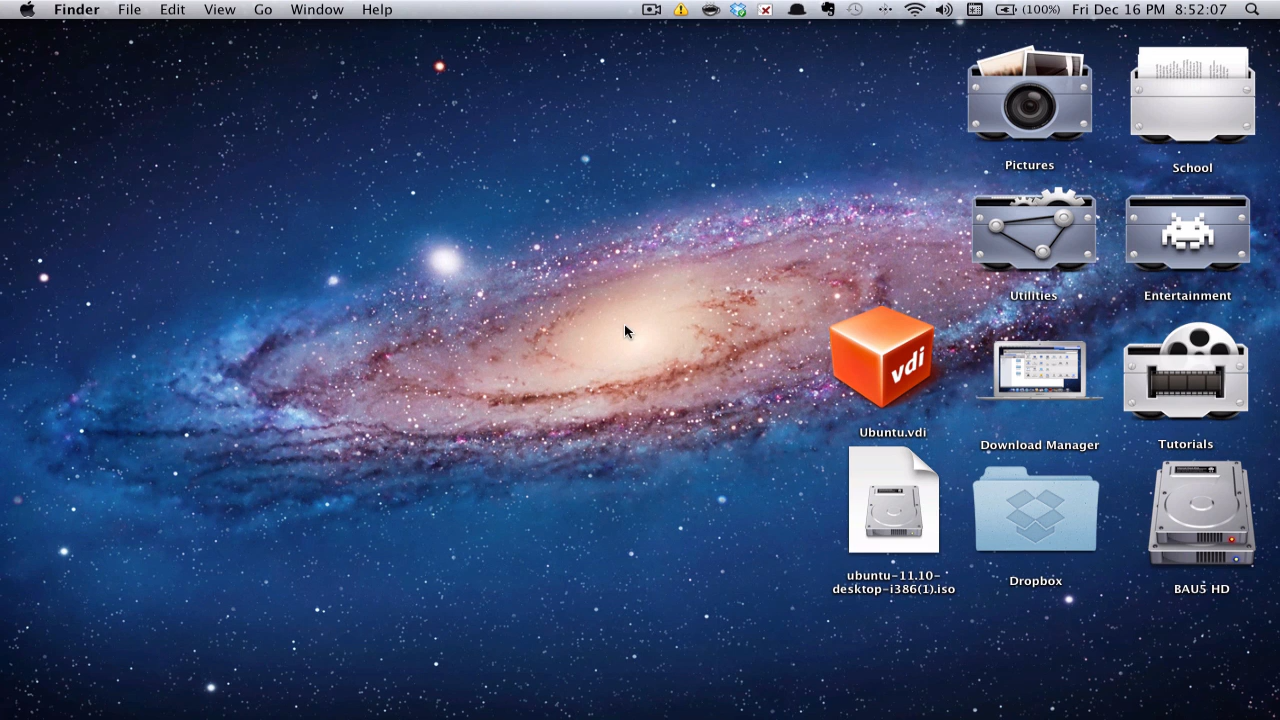 Finder File Edit View Go Window Help (100%) Fri Dec 16 PM 8:52:07
Pictures
School
Utilities
Entertainment
vdi
Ubuntu.vdi
Download Manager
Tutorials
ubuntu-11.10-
desktop-i386(1).iso
Dropbox
BAU5 HD